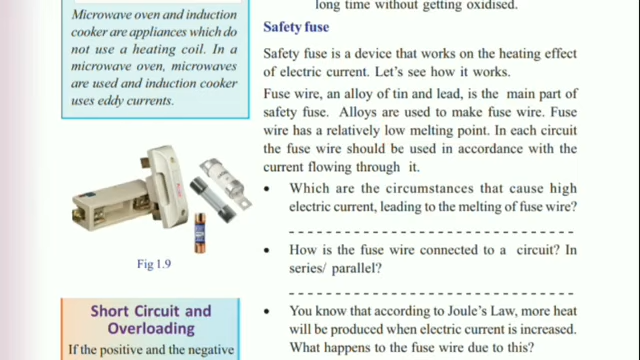 Microwave oven and induction
cooker are appliances which do
not use a heating coil. In a
microwave oven, microwaves
are used and induction cooker
uses eddy currents.
Fig 1.9
Short Circuit and
Overloading
If the positive and the negative
long time without getting oxidised.
Safety fuse
Safety fuse is a device that works on the heating effect
of electric current. Let's see how it works.
Fuse wire, an alloy of tin and lead, is the main part of
safety fuse. Alloys are used to make fuse wire. Fuse
wire has a relatively low melting point. In each circuit
the fuse wire should be used in accordance with the
current flowing through it.
• Which are the circumstances that cause high
electric current, leading to the melting of fuse wire?
• How is the fuse wire connected to a circuit? In
series/ parallel?
• You know that according to Joule's Law, more heat
will be produced when electric current is increased.
What happens to the fuse wire due to this?